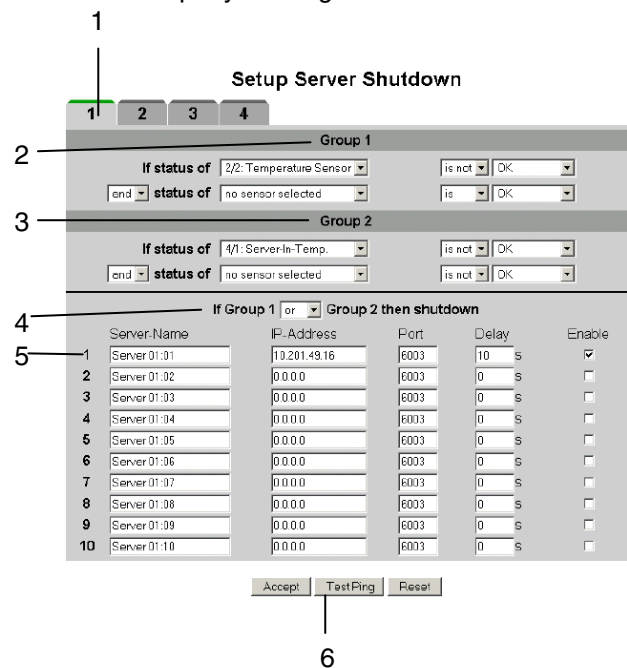 1
Setup Server Shutdown
1 2 3 4
2
Group 1
If status of 2/2: Temperature Sensor is not OK
and status of no sensor selected is OK
3
Group 2
If status of 4/1: Server-In-Temp. is not OK
and status of no sensor selected is not OK
4
If Group 1 or Group 2 then shutdown
Server-Name IP-Address Port Delay Enable
5
1 Server 01:01 10.201.49.16 6003 10 s
2 Server 01:02 0.0.0.0 6003 0 s
3 Server 01:03 0.0.0.0 6003 0 s
4 Server 01:04 0.0.0.0 6003 0 s
5 Server 01:05 0.0.0.0 6003 0 s
6 Server 01:06 0.0.0.0 6003 0 s
7 Server 01:07 0.0.0.0 6003 0 s
8 Server 01:08 0.0.0.0 6003 0 s
9 Server 01:09 0.0.0.0 6003 0 s
10 Server 01:10 0.0.0.0 6003 0 s
Accept Test Ping Reset
6